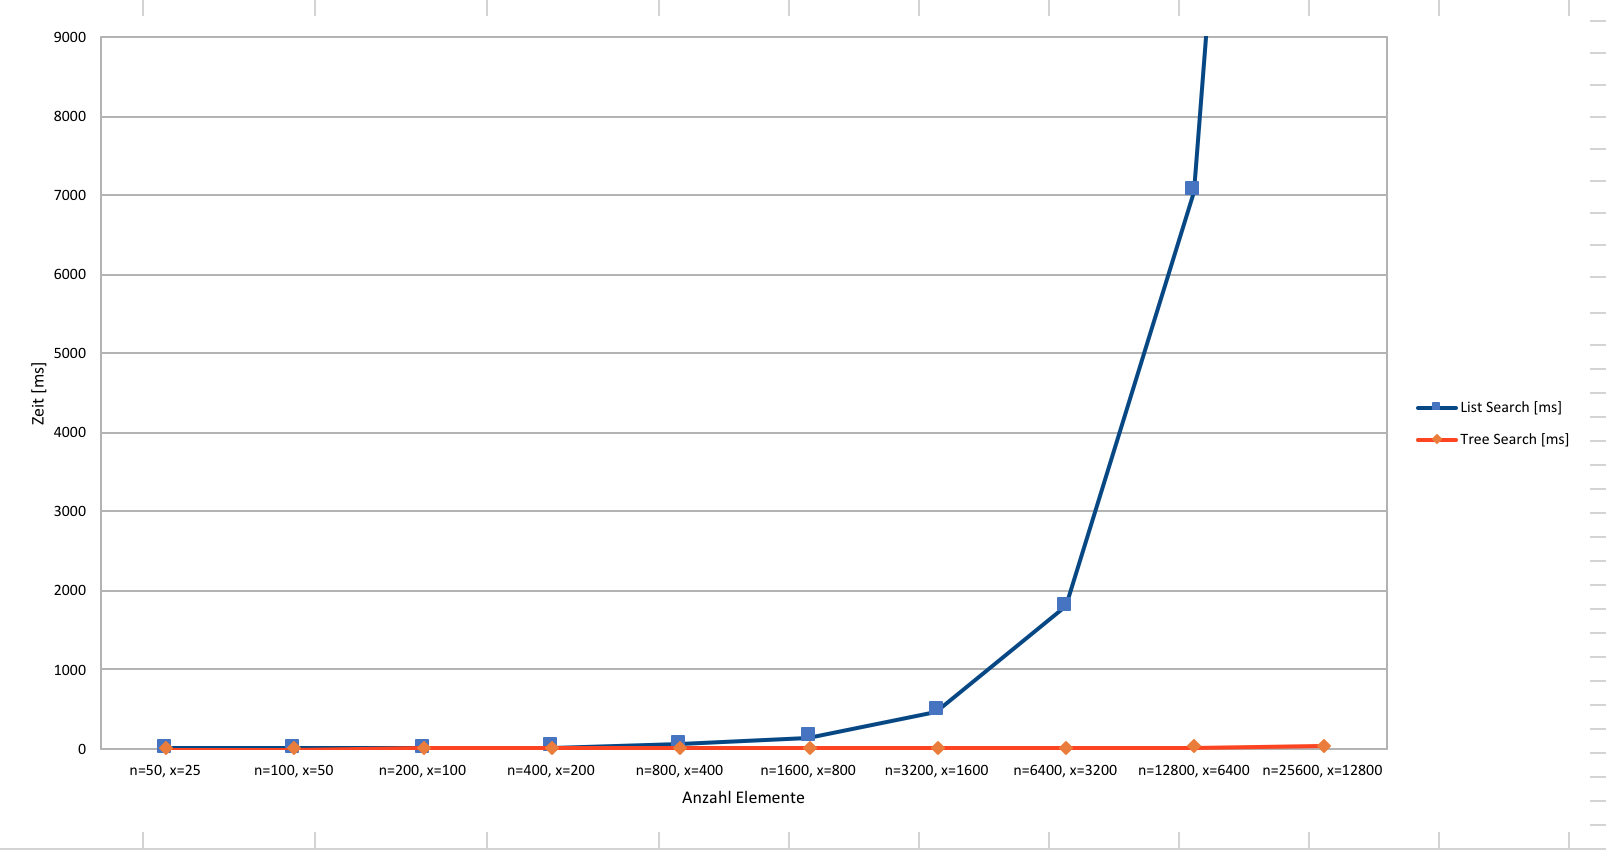 9000
8000
7000
6000
5000
4000
3000
2000
1000
0
Zeit [ms]
n=50, x=25 n=100, x=50 n=200, x=100 n=400, x=200 n=800, x=400 n=1600, x=800 n=3200, x=1600 n=6400, x=3200 n=12800, x=6400 n=25600, x=12800
Anzahl Elemente
List Search [ms]
Tree Search [ms]